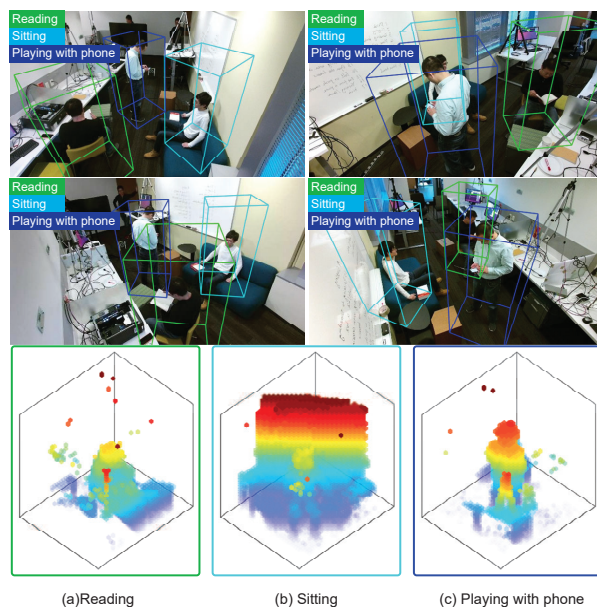 Reading
Sitting
Playing with phone
Reading
Sitting
Playing with phone
Reading
Sitting
Playing with phone
Reading
Sitting
Playing with phone
(a)Reading
(b) Sitting
(c) Playing with phone